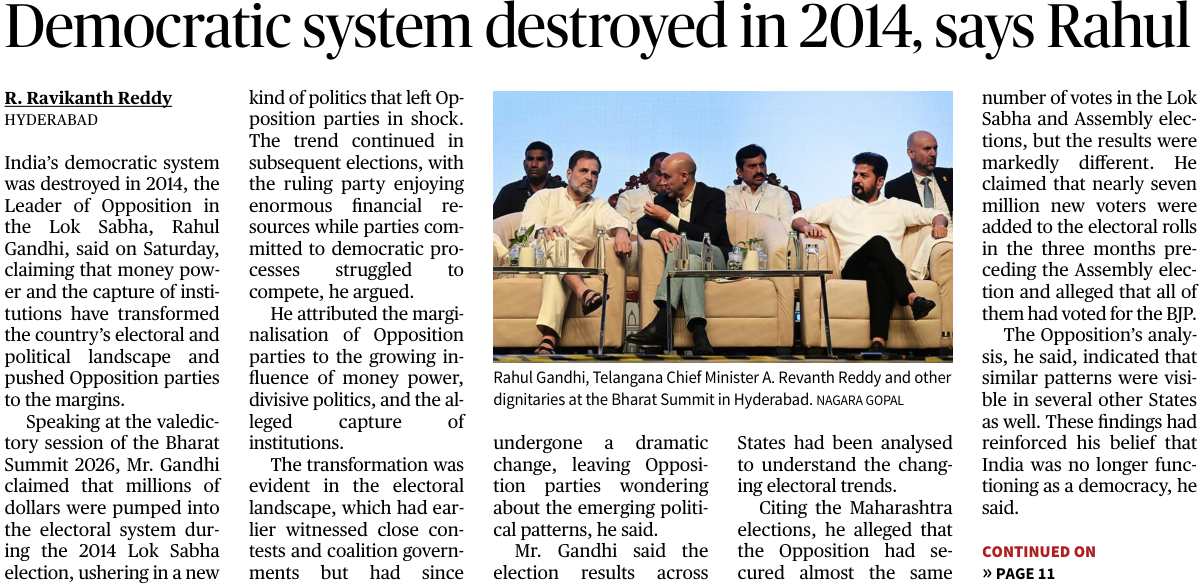 Democratic system destroyed in 2014, says Rahul
R. Ravikanth Reddy
HYDERABAD
India's democratic system
was destroyed in 2014, the
Leader of Opposition in
the Lok Sabha, Rahul
Gandhi, said on Saturday,
claiming that money pow-
er and the capture of insti-
tutions have transformed
the country's electoral and
political landscape and
pushed Opposition parties
to the margins.
Speaking at the valedic-
tory session of the Bharat
Summit 2026, Mr. Gandhi
claimed that millions of
dollars were pumped into
the electoral system dur-
ing the 2014 Lok Sabha
election, ushering in a new
kind of politics that left Op-
position parties in shock.
The trend continued in
subsequent elections, with
the ruling party enjoying
enormous financial re-
sources while parties com-
mitted to democratic pro-
cesses struggled to
compete, he argued.
He attributed the margi-
nalisation of Opposition
parties to the growing in-
fluence of money power,
divisive politics, and the al-
leged capture of
institutions.
The transformation was
evident in the electoral
landscape, which had ear-
lier witnessed close con-
tests and coalition govern-
ments but had since
Rahul Gandhi, Telangana Chief Minister A. Revanth Reddy and other
dignitaries at the Bharat Summit in Hyderabad. NAGARA GOPAL
undergone a dramatic
change, leaving Opposi-
tion parties wondering
about the emerging politi-
cal patterns, he said.
Mr. Gandhi said the
election results across
States had been analysed
to understand the chang-
ing electoral trends.
Citing the Maharashtra
elections, he alleged that
the Opposition had se-
cured almost the same
number of votes in the Lok
Sabha and Assembly elec-
tions, but the results were
markedly different. He
claimed that nearly seven
million new voters were
added to the electoral rolls
in the three months pre-
ceding the Assembly elec-
tion and alleged that all of
them had voted for the BJP.
The Opposition's analy-
sis, he said, indicated that
similar patterns were visi-
ble in several other States
as well. These findings had
reinforced his belief that
India was no longer func-
tioning as a democracy, he
said.
CONTINUED ON
» PAGE 11